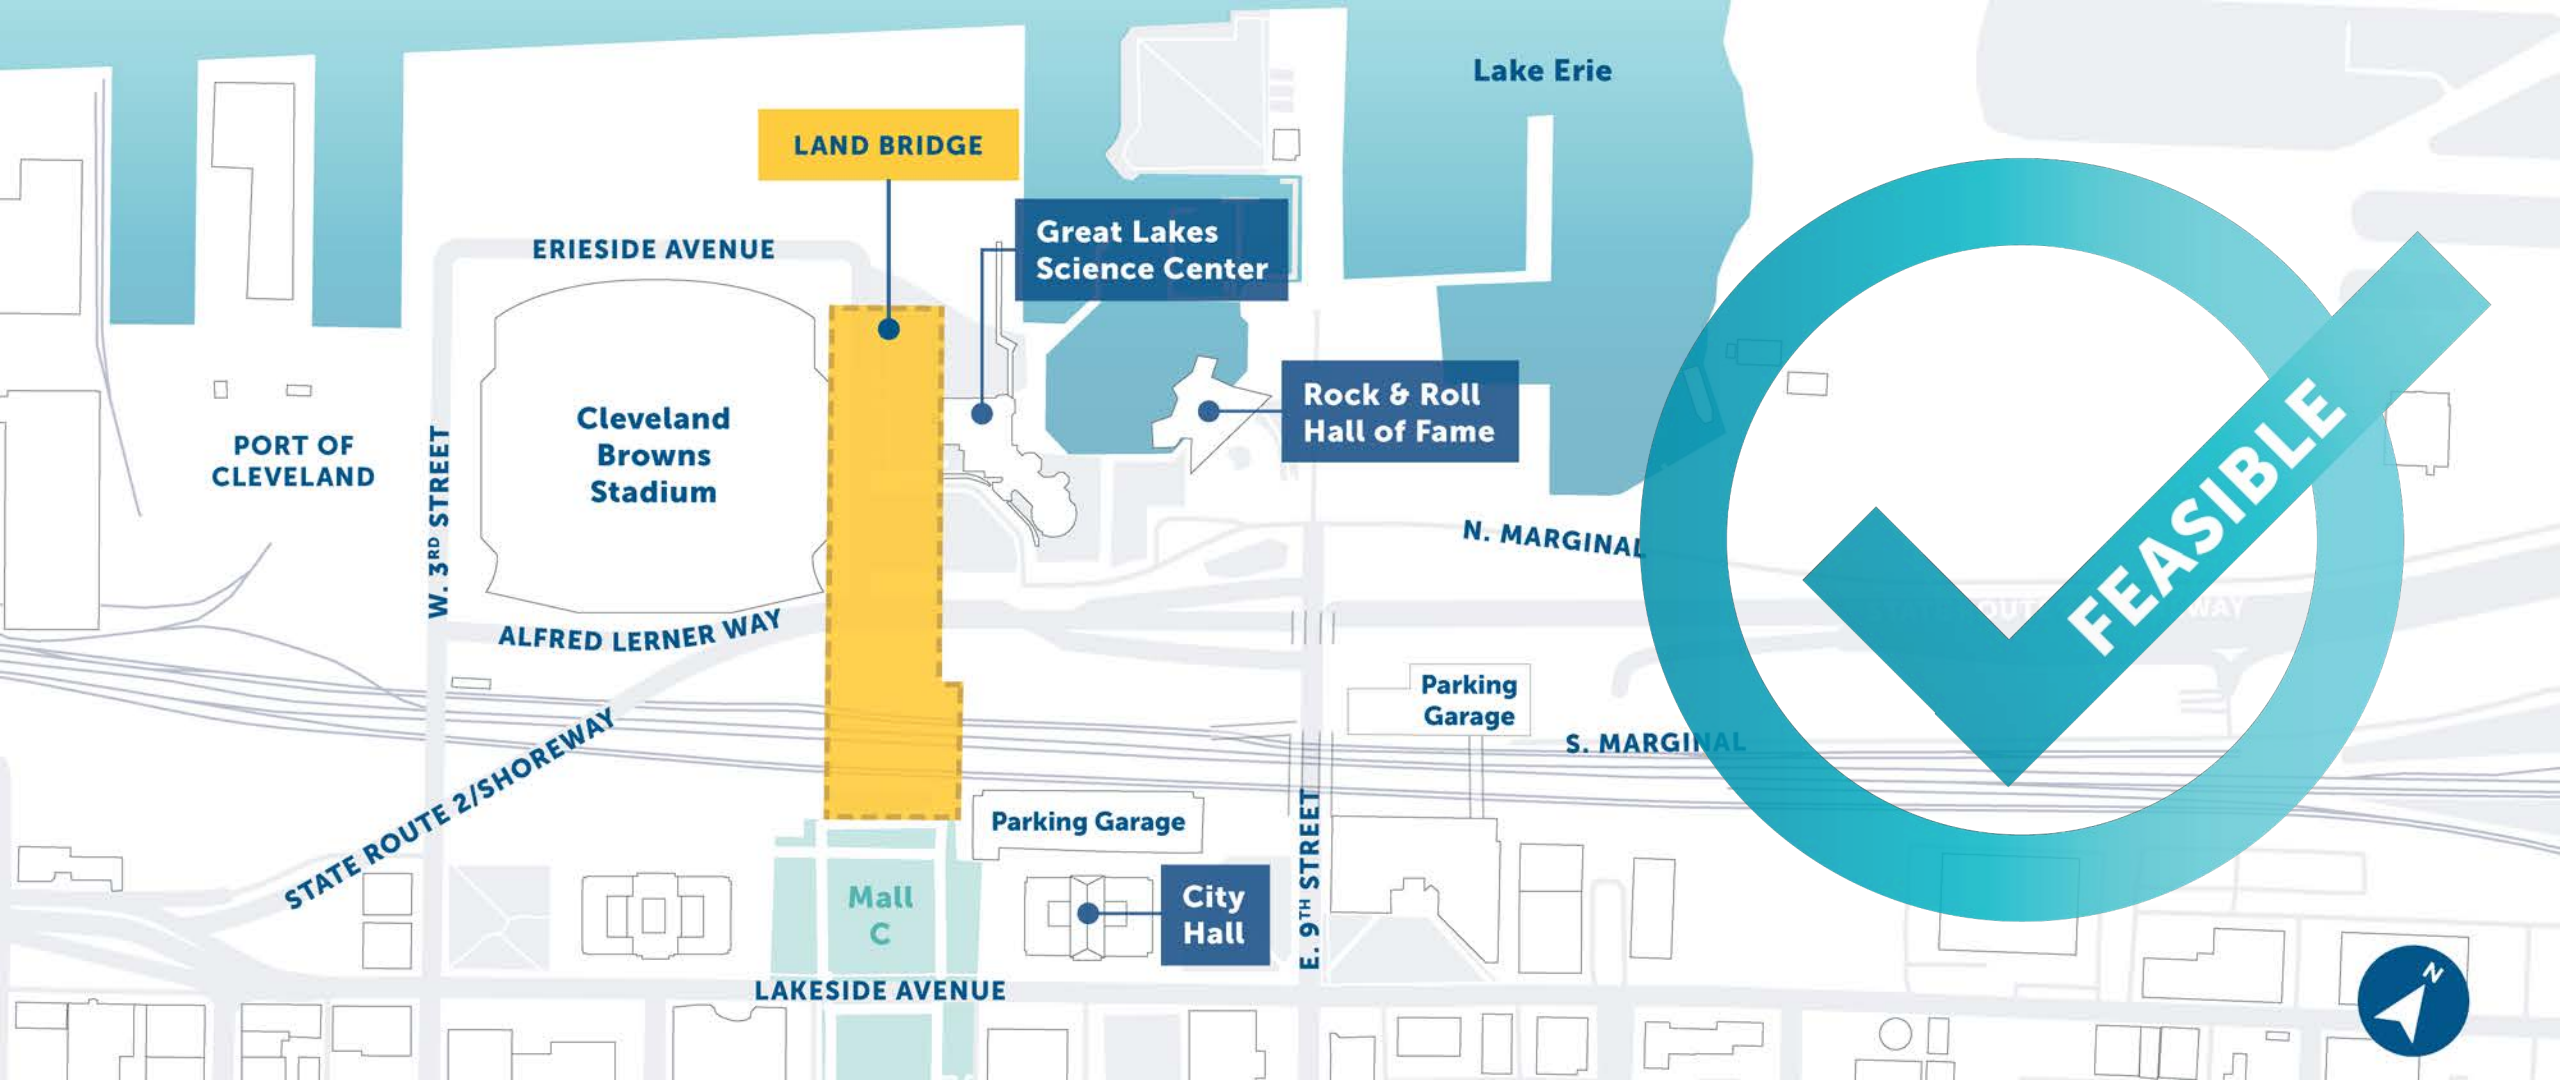 Lake Erie
LAND BRIDGE
Great Lakes
Science Center
ERIESIDE AVENUE
Rock & Roll
Hall of Fame
Cleveland
Browns
Stadium
PORT OF
CLEVELAND
W. 3RD STREET
N. MARGINAL
FEASIBLE
WAY
ALFRED LERNER WAY
Parking
Garage
S. MARGINAL
STATE ROUTE 2/SHOREWAY
Parking Garage
Mall
C
City
Hall
E. 9TH STREET
LAKESIDE AVENUE
N